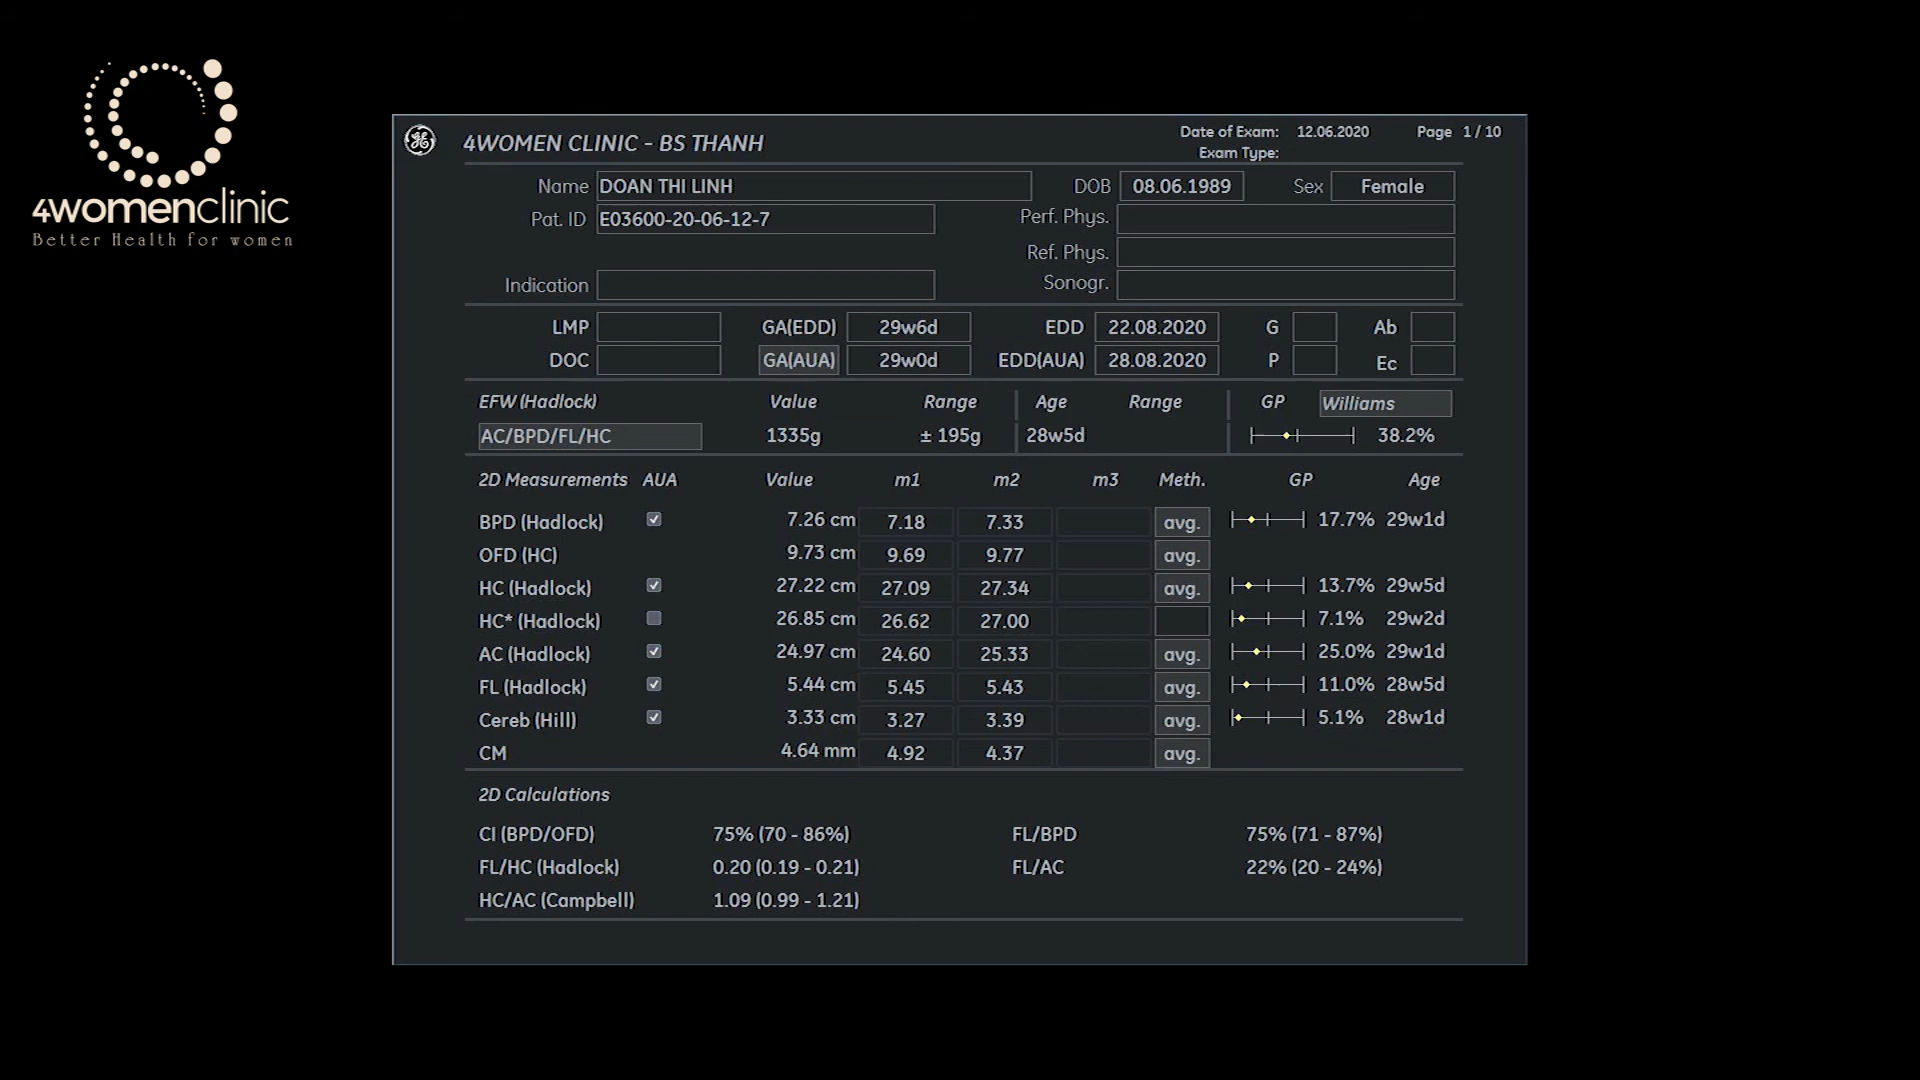 4womenclinic
Better Health for women
4WOMEN CLINIC - BS THANH Date of Exam: 12.06.2020 Page 1 / 10
Exam Type:
Name DOAN THI LINH DOB 08.06.1989 Sex Female
Pat. ID E03600-20-06-12-7 Perf. Phys.
Ref. Phys.
Indication Sonogr.
LMP GA(EDD) 29w6d EDD 22.08.2020 G Ab
DOC GA(AUA) 29w0d EDD(AUA) 28.08.2020 P Ec
EFW (Hadlock) Value Range Age Range GP Williams
AC/BPD/FL/HC 1335g ± 195g 28w5d 38.2%
2D Measurements AUA Value m1 m2 m3 Meth. GP Age
BPD (Hadlock) 7.26 cm 7.18 7.33 avg. 17.7% 29w1d
OFD (HC) 9.73 cm 9.69 9.77 avg.
HC (Hadlock) 27.22 cm 27.09 27.34 avg. 13.7% 29w5d
HC* (Hadlock) 26.85 cm 26.62 27.00 7.1% 29w2d
AC (Hadlock) 24.97 cm 24.60 25.33 avg. 25.0% 29w1d
FL (Hadlock) 5.44 cm 5.45 5.43 avg. 11.0% 28w5d
Cereb (Hill) 3.33 cm 3.27 3.39 avg. 5.1% 28w1d
CM 4.64 mm 4.92 4.37 avg.
2D Calculations
CI (BPD/OFD) 75% (70 - 86%) FL/BPD 75% (71 - 87%)
FL/HC (Hadlock) 0.20 (0.19 - 0.21) FL/AC 22% (20 - 24%)
HC/AC (Campbell) 1.09 (0.99 - 1.21)